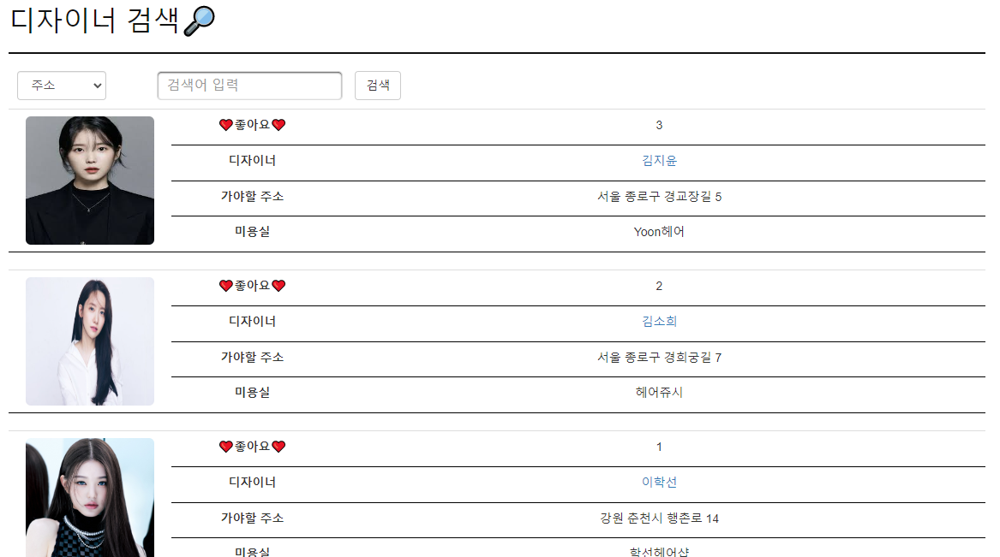 디자이너 검색
주소 검색어 입력 검색
좋아요 3
디자이너 김지윤
가야할 주소 서울 종로구 경교장길 5
미용실 Yoon헤어
좋아요 2
디자이너 김소희
가야할 주소 서울 종로구 경희궁길 7
미용실 헤어쥬시
좋아요 1
디자이너 이학선
가야할 주소 강원 춘천시 행촌로 14
미용실 학선헤어샵